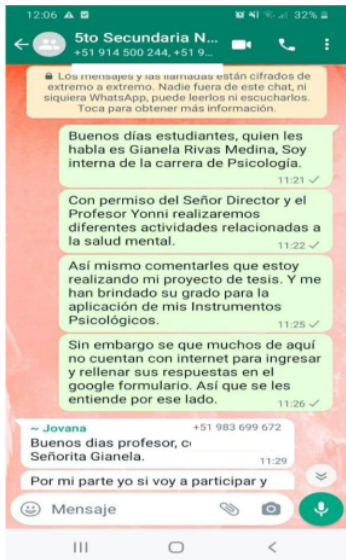 12:06
32%
5to Secundaria N...
+51 914 500 244, +51 9...
Los mensajes y las llamadas están cifrados de
extremo a extremo. Nadie fuera de este chat, ni
siquiera WhatsApp, puede leerlos ni escucharlos.
Toca para obtener más información.
Buenos días estudiantes, quien les
habla es Gianela Rivas Medina, Soy
interna de la carrera de Psicología.
11:21
Con permiso del Señor Director y el
Profesor Yonni realizaremos
diferentes actividades relacionadas a
la salud mental.
11:22
Así mismo comentarles que estoy
realizando mi proyecto de tesis. Y me
han brindado su grado para la
aplicación de mis Instrumentos
Psicológicos.
11:25
Sin embargo se que muchos de aquí
no cuentan con internet para ingresar
y rellenar sus respuestas en el
google formulario. Así que se les
entiende por ese lado.
11:26
~ Jovana +51 983 699 672
Buenos dias profesor,
Señorita Gianela.
11:29
Por mi parte yo si voy a participar y
Mensaje